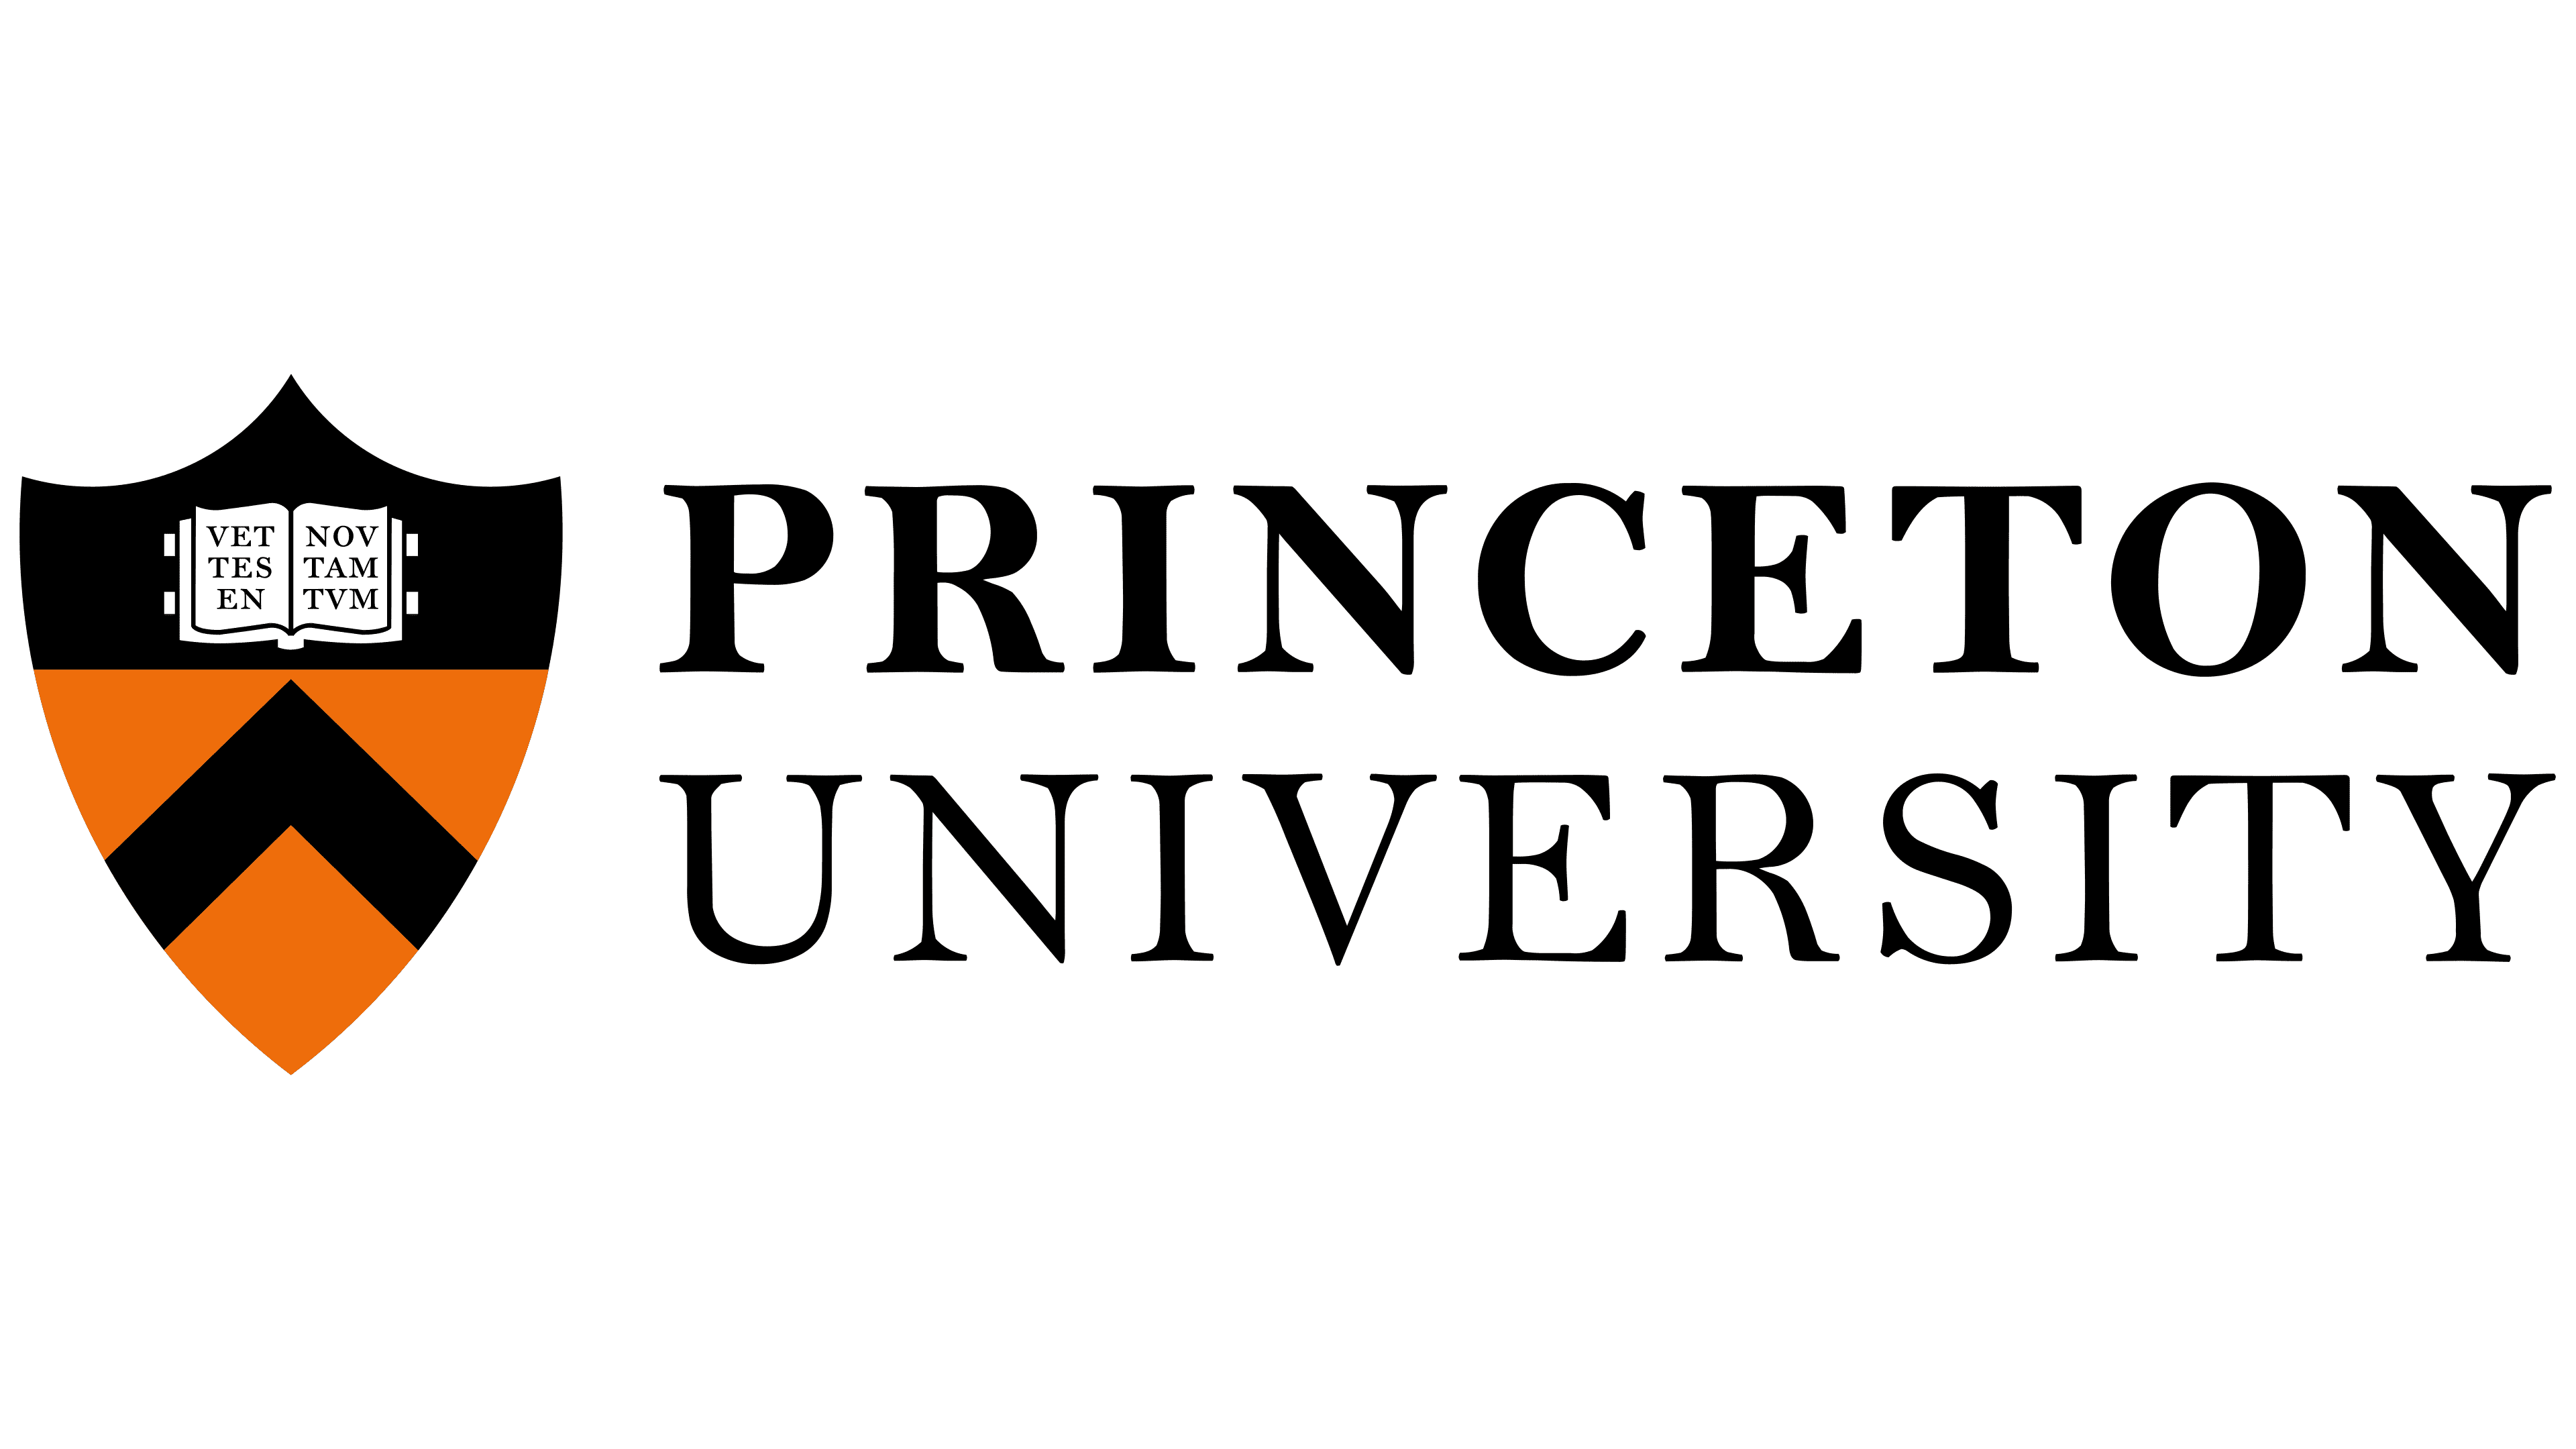 VET NOV
TES TAM
EN TVM
PRINCETON
UNIVERSITY